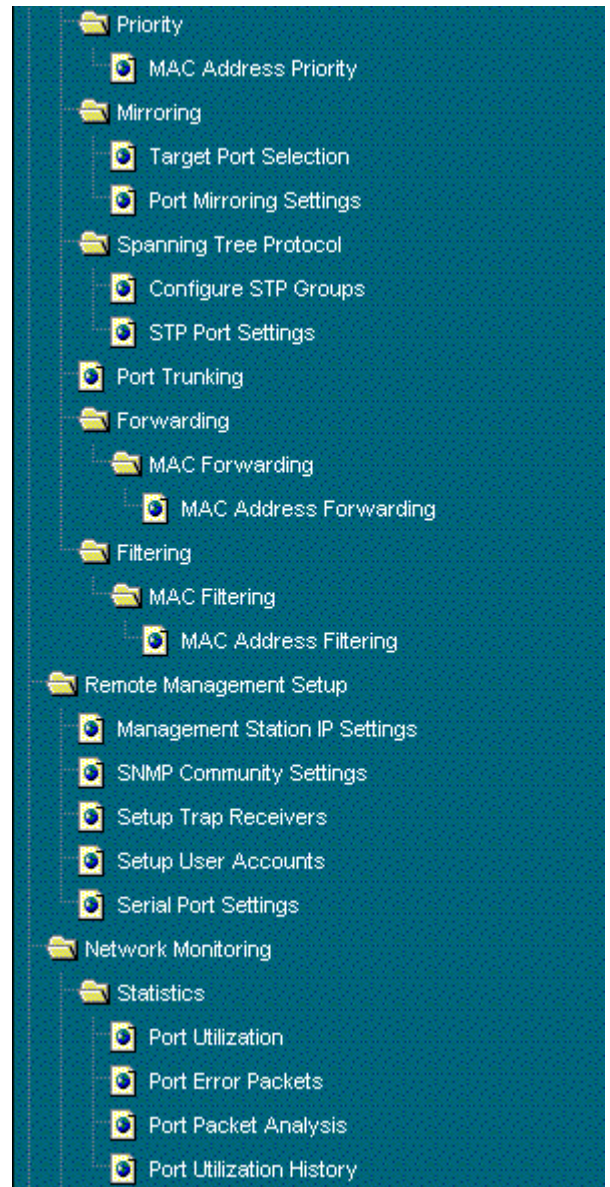 Priority
MAC Address Priority
Mirroring
Target Port Selection
Port Mirroring Settings
Spanning Tree Protocol
Configure STP Groups
STP Port Settings
Port Trunking
Forwarding
MAC Forwarding
MAC Address Forwarding
Filtering
MAC Filtering
MAC Address Filtering
Remote Management Setup
Management Station IP Settings
SNMP Community Settings
Setup Trap Receivers
Setup User Accounts
Serial Port Settings
Network Monitoring
Statistics
Port Utilization
Port Error Packets
Port Packet Analysis
Port Utilization History